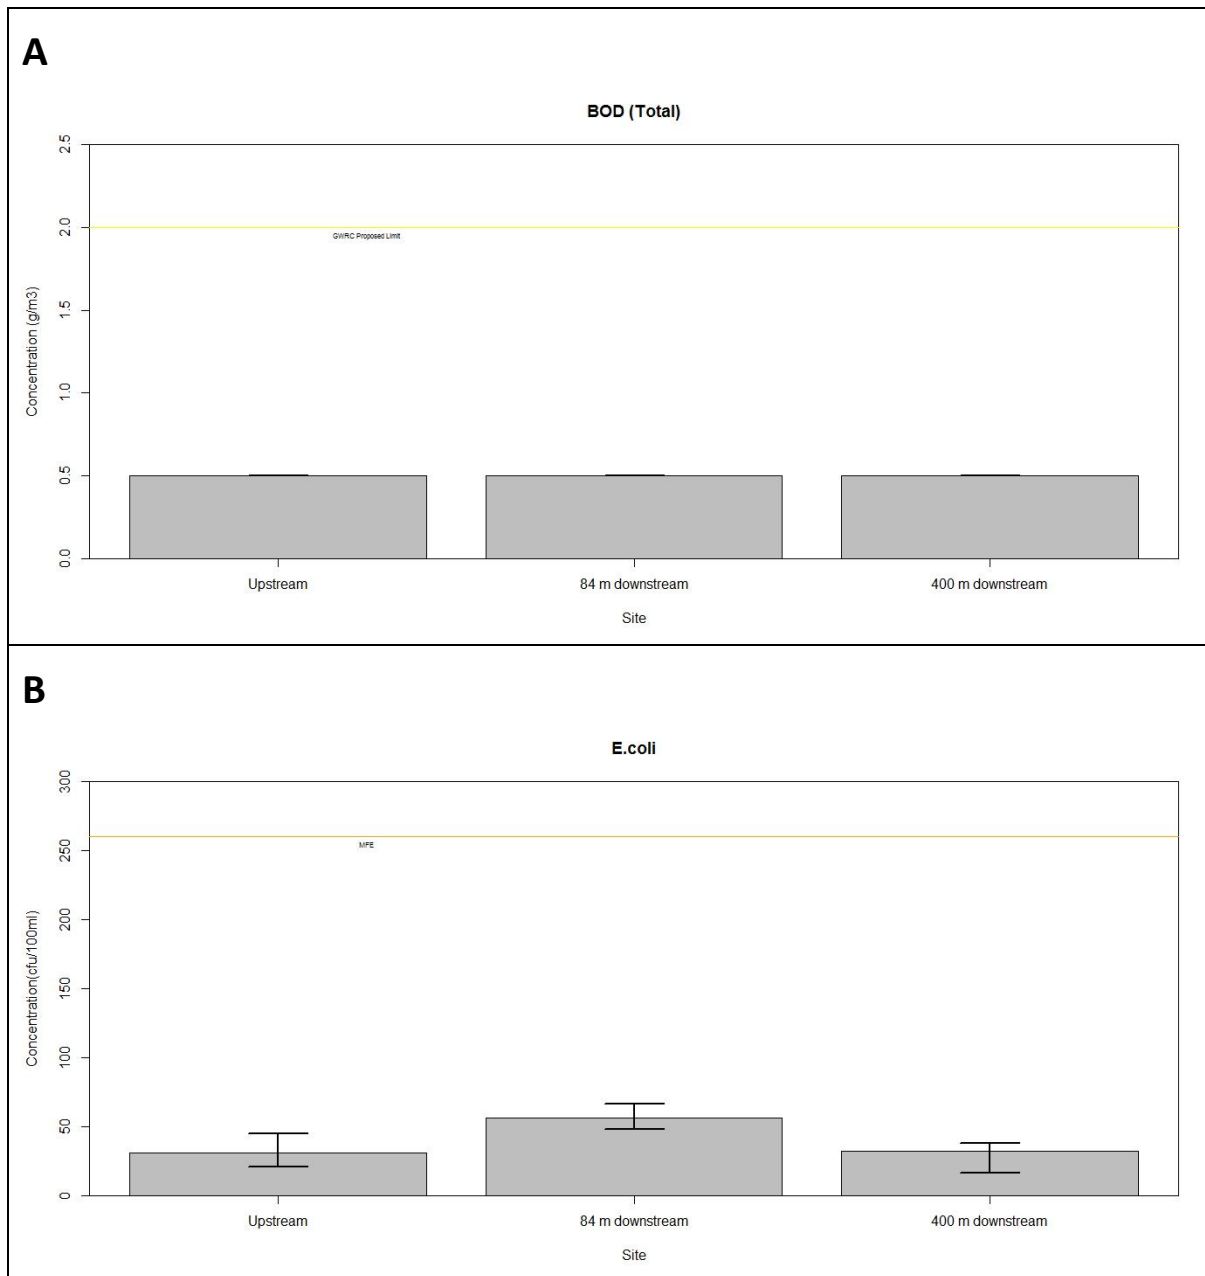 A
BOD (Total)
2.5
2.0
1.5
1.0
0.5
0.0
GWRC Proposed Limit
Concentration (g/m3)
Upstream
84 m downstream
400 m downstream
Site
B
E.coli
300
250
200
150
100
50
0
MFE
Concentration(cfu/100ml)
Upstream
84 m downstream
400 m downstream
Site